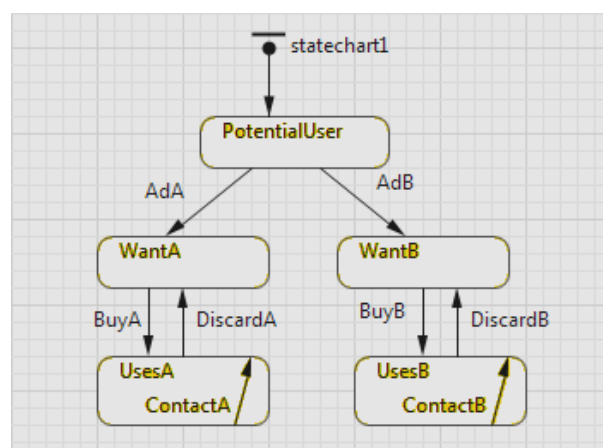 statechart1
PotentialUser
AdA
AdB
WantA
WantB
BuyA
DiscardA
BuyB
DiscardB
UsesA
UsesB
ContactA
ContactB